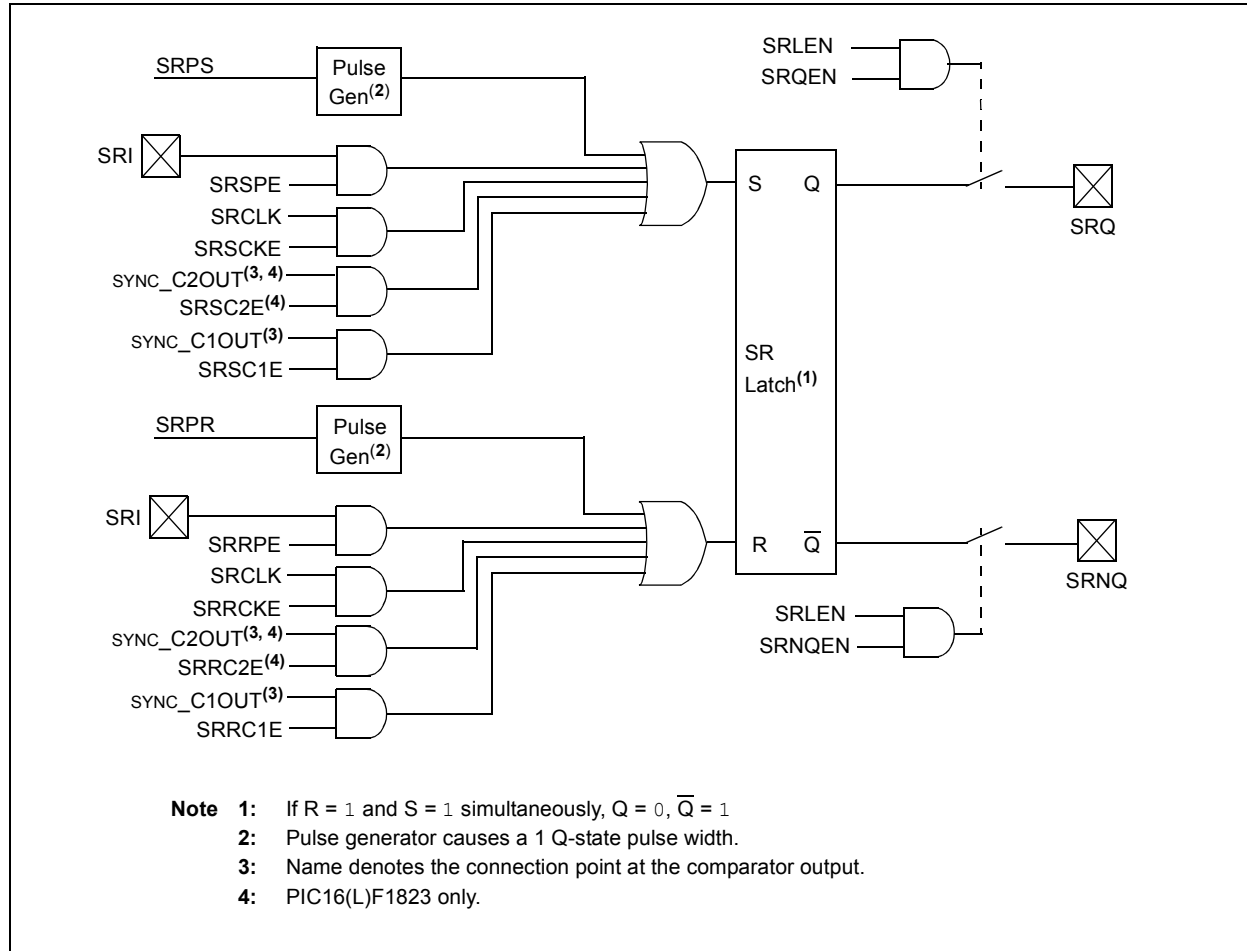 SRPS
Pulse
Gen(2)
SRI
SRSPE
SRCLK
SRSCKE
SYNC_C2OUT(3, 4)
SRSC2E(4)
SYNC_C1OUT(3)
SRSC1E
SRPR
Pulse
Gen(2)
SRI
SRRPE
SRCLK
SRRCKE
SYNC_C2OUT(3, 4)
SRRC2E(4)
SYNC_C1OUT(3)
SRRC1E
S Q
SR
Latch(1)
R Q̅
SRLEN
SRQEN
SRQ
SRLEN
SRNQEN
SRNQ
Note 1: If R = 1 and S = 1 simultaneously, Q = 0, Q̅ = 1
2: Pulse generator causes a 1 Q-state pulse width.
3: Name denotes the connection point at the comparator output.
4: PIC16(L)F1823 only.